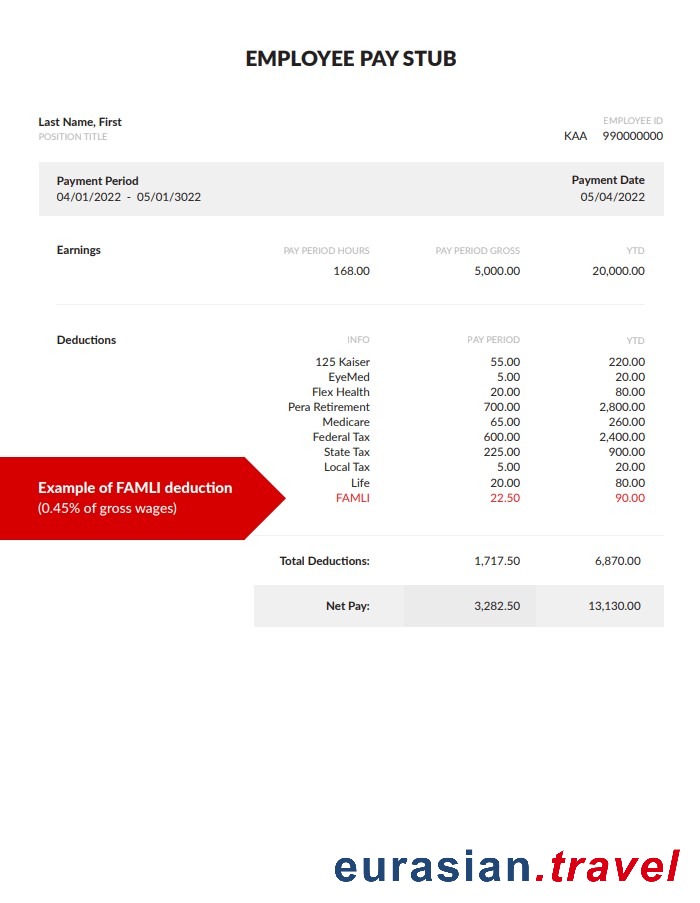 EMPLOYEE PAY STUB
Last Name, First
EMPLOYEE ID
POSITION TITLE
KAA 990000000
Payment Period
Payment Date
04/01/2022 - 05/01/3022
05/04/2022
Earnings PAY PERIOD HOURS PAY PERIOD GROSS YTD
168.00 5,000.00 20,000.00
Deductions INFO PAY PERIOD YTD
125 Kaiser 55.00 220.00
EyeMed 5.00 20.00
Flex Health 20.00 80.00
Pera Retirement 700.00 2,800.00
Medicare 65.00 260.00
Federal Tax 600.00 2,400.00
State Tax 225.00 900.00
Local Tax 5.00 20.00
Life 20.00 80.00
FAMLI 22.50 90.00
Example of FAMLI deduction
(0.45% of gross wages)
Total Deductions: 1,717.50 6,870.00
Net Pay: 3,282.50 13,130.00
eurasian.travel